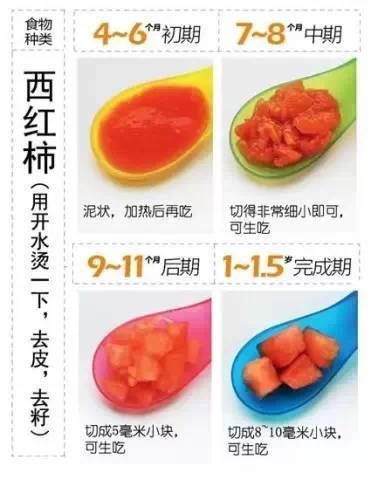 食物
种类
西红柿(用开水烫一下，去皮，去籽)
4~6个月初期
7~8个月中期
泥状，加热后再吃
切得非常细小即可，
可生吃
9~11个月后期
1~1.5岁完成期
切成5毫米小块，
可生吃
切成8~10毫米小块，
可生吃